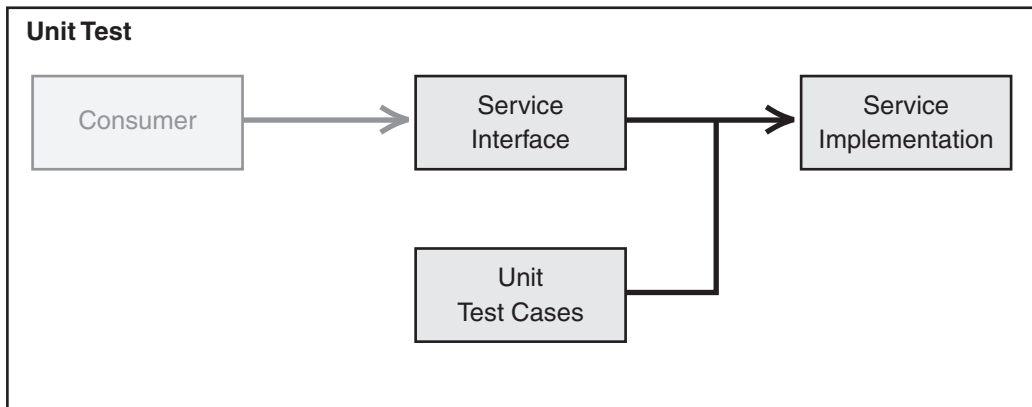 Unit Test
Consumer
Service
Interface
Service
Implementation
Unit
Test Cases